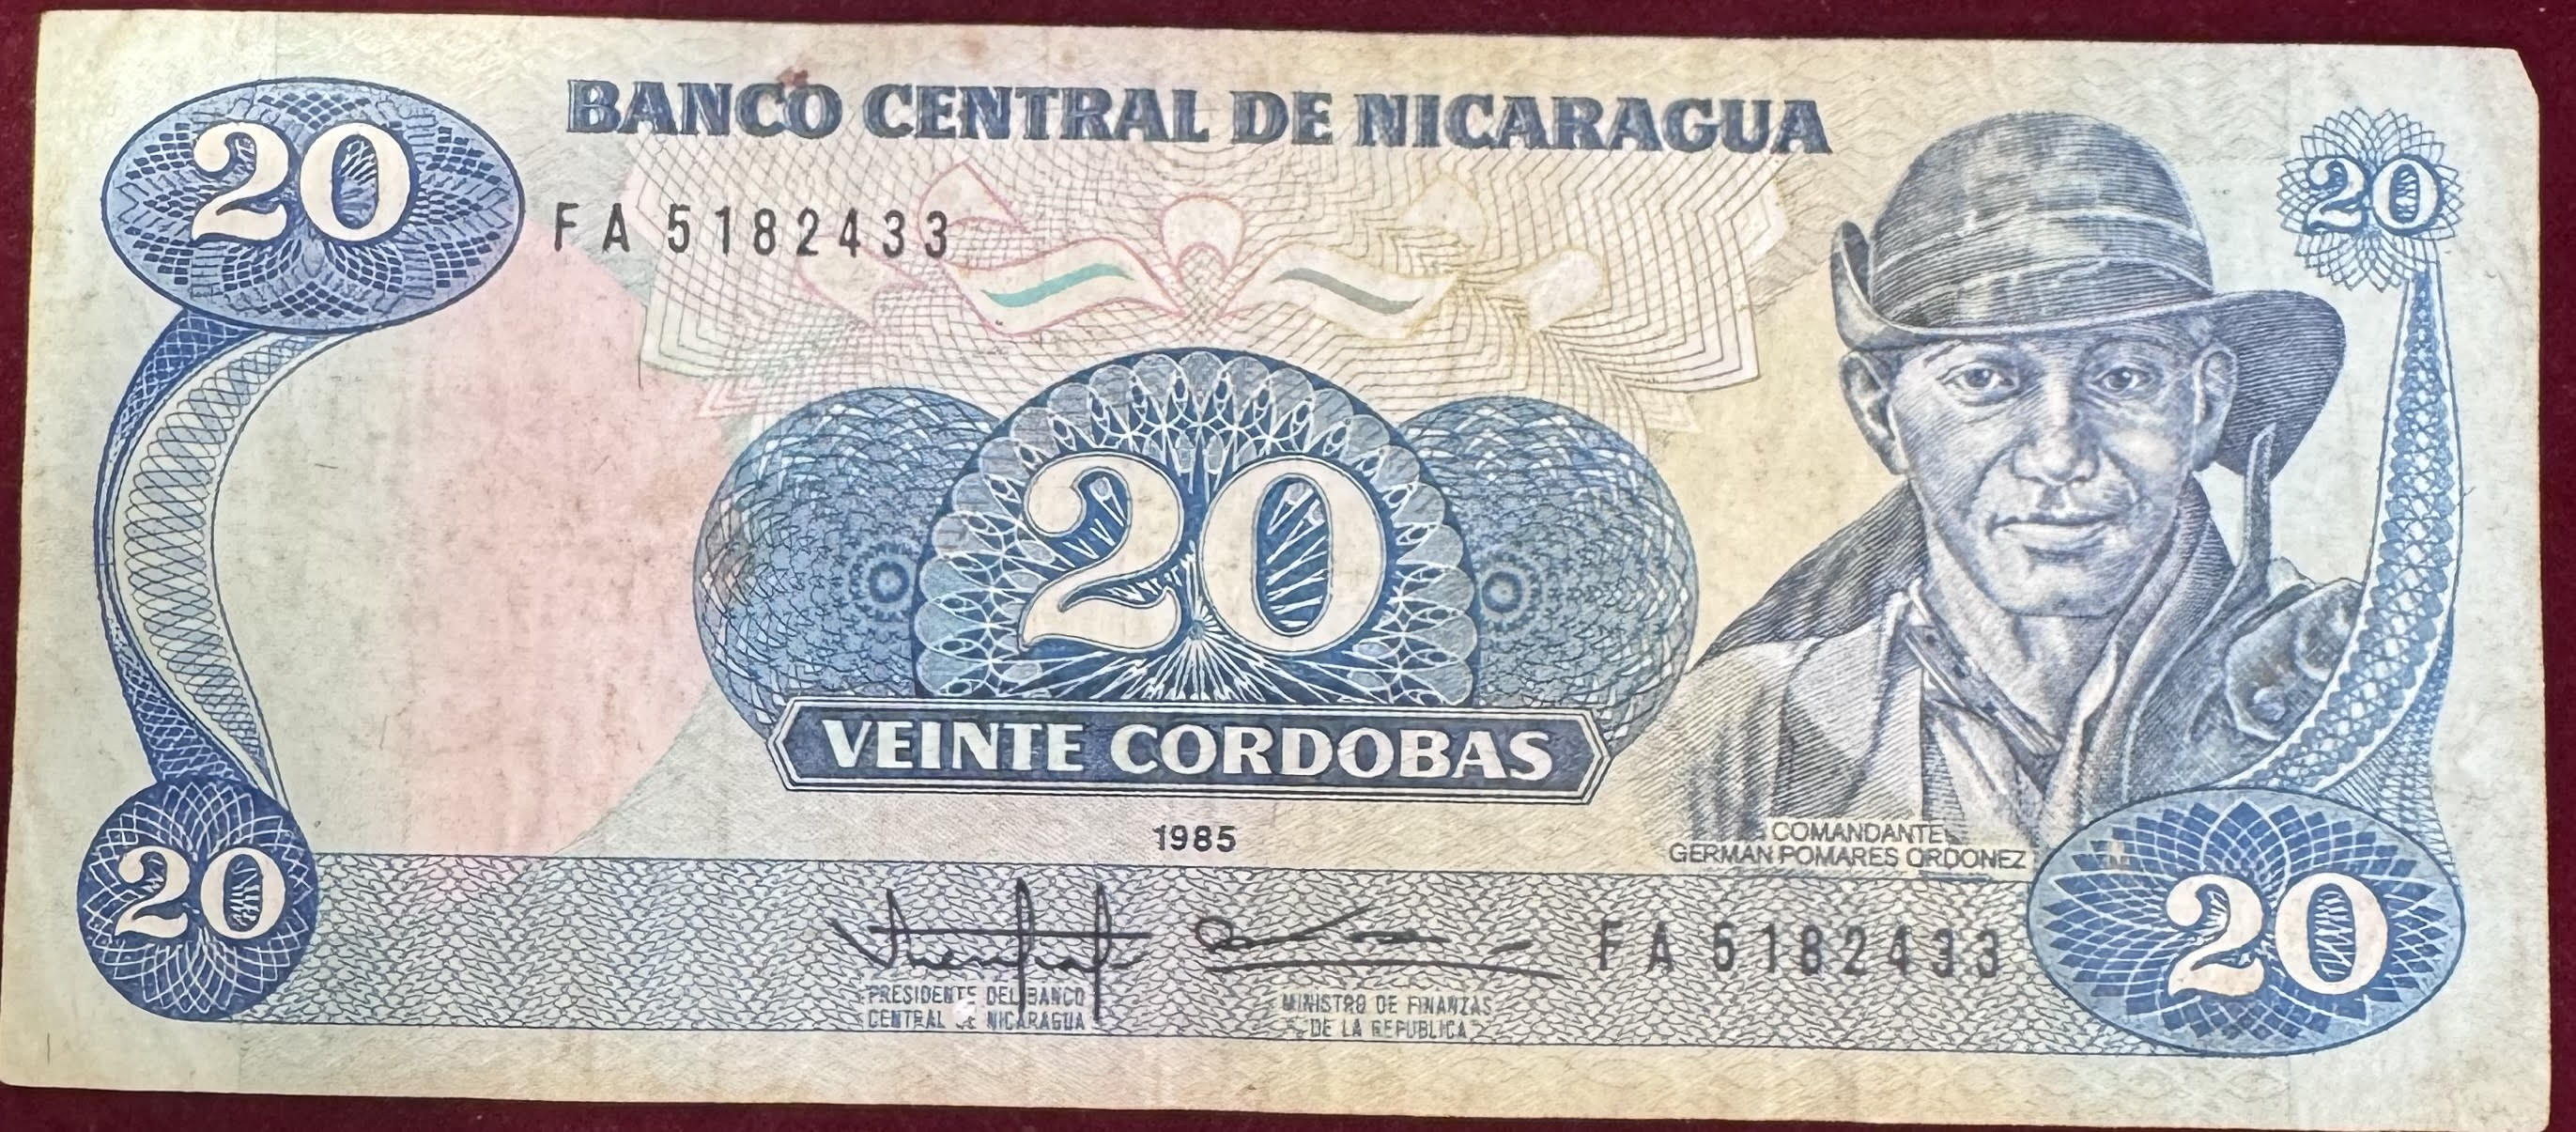 20
BANCO CENTRAL DE NICARAGUA
20
FA 5182433
20
VEINTE CORDOBAS
1985
COMANDANTE
GERMAN POMARES ORDONEZ
20
FA 5182433
20
PRESIDENTE DEL BANCO
CENTRAL DE NICARAGUA
MINISTRO DE FINANZAS
DE LA REPUBLICA